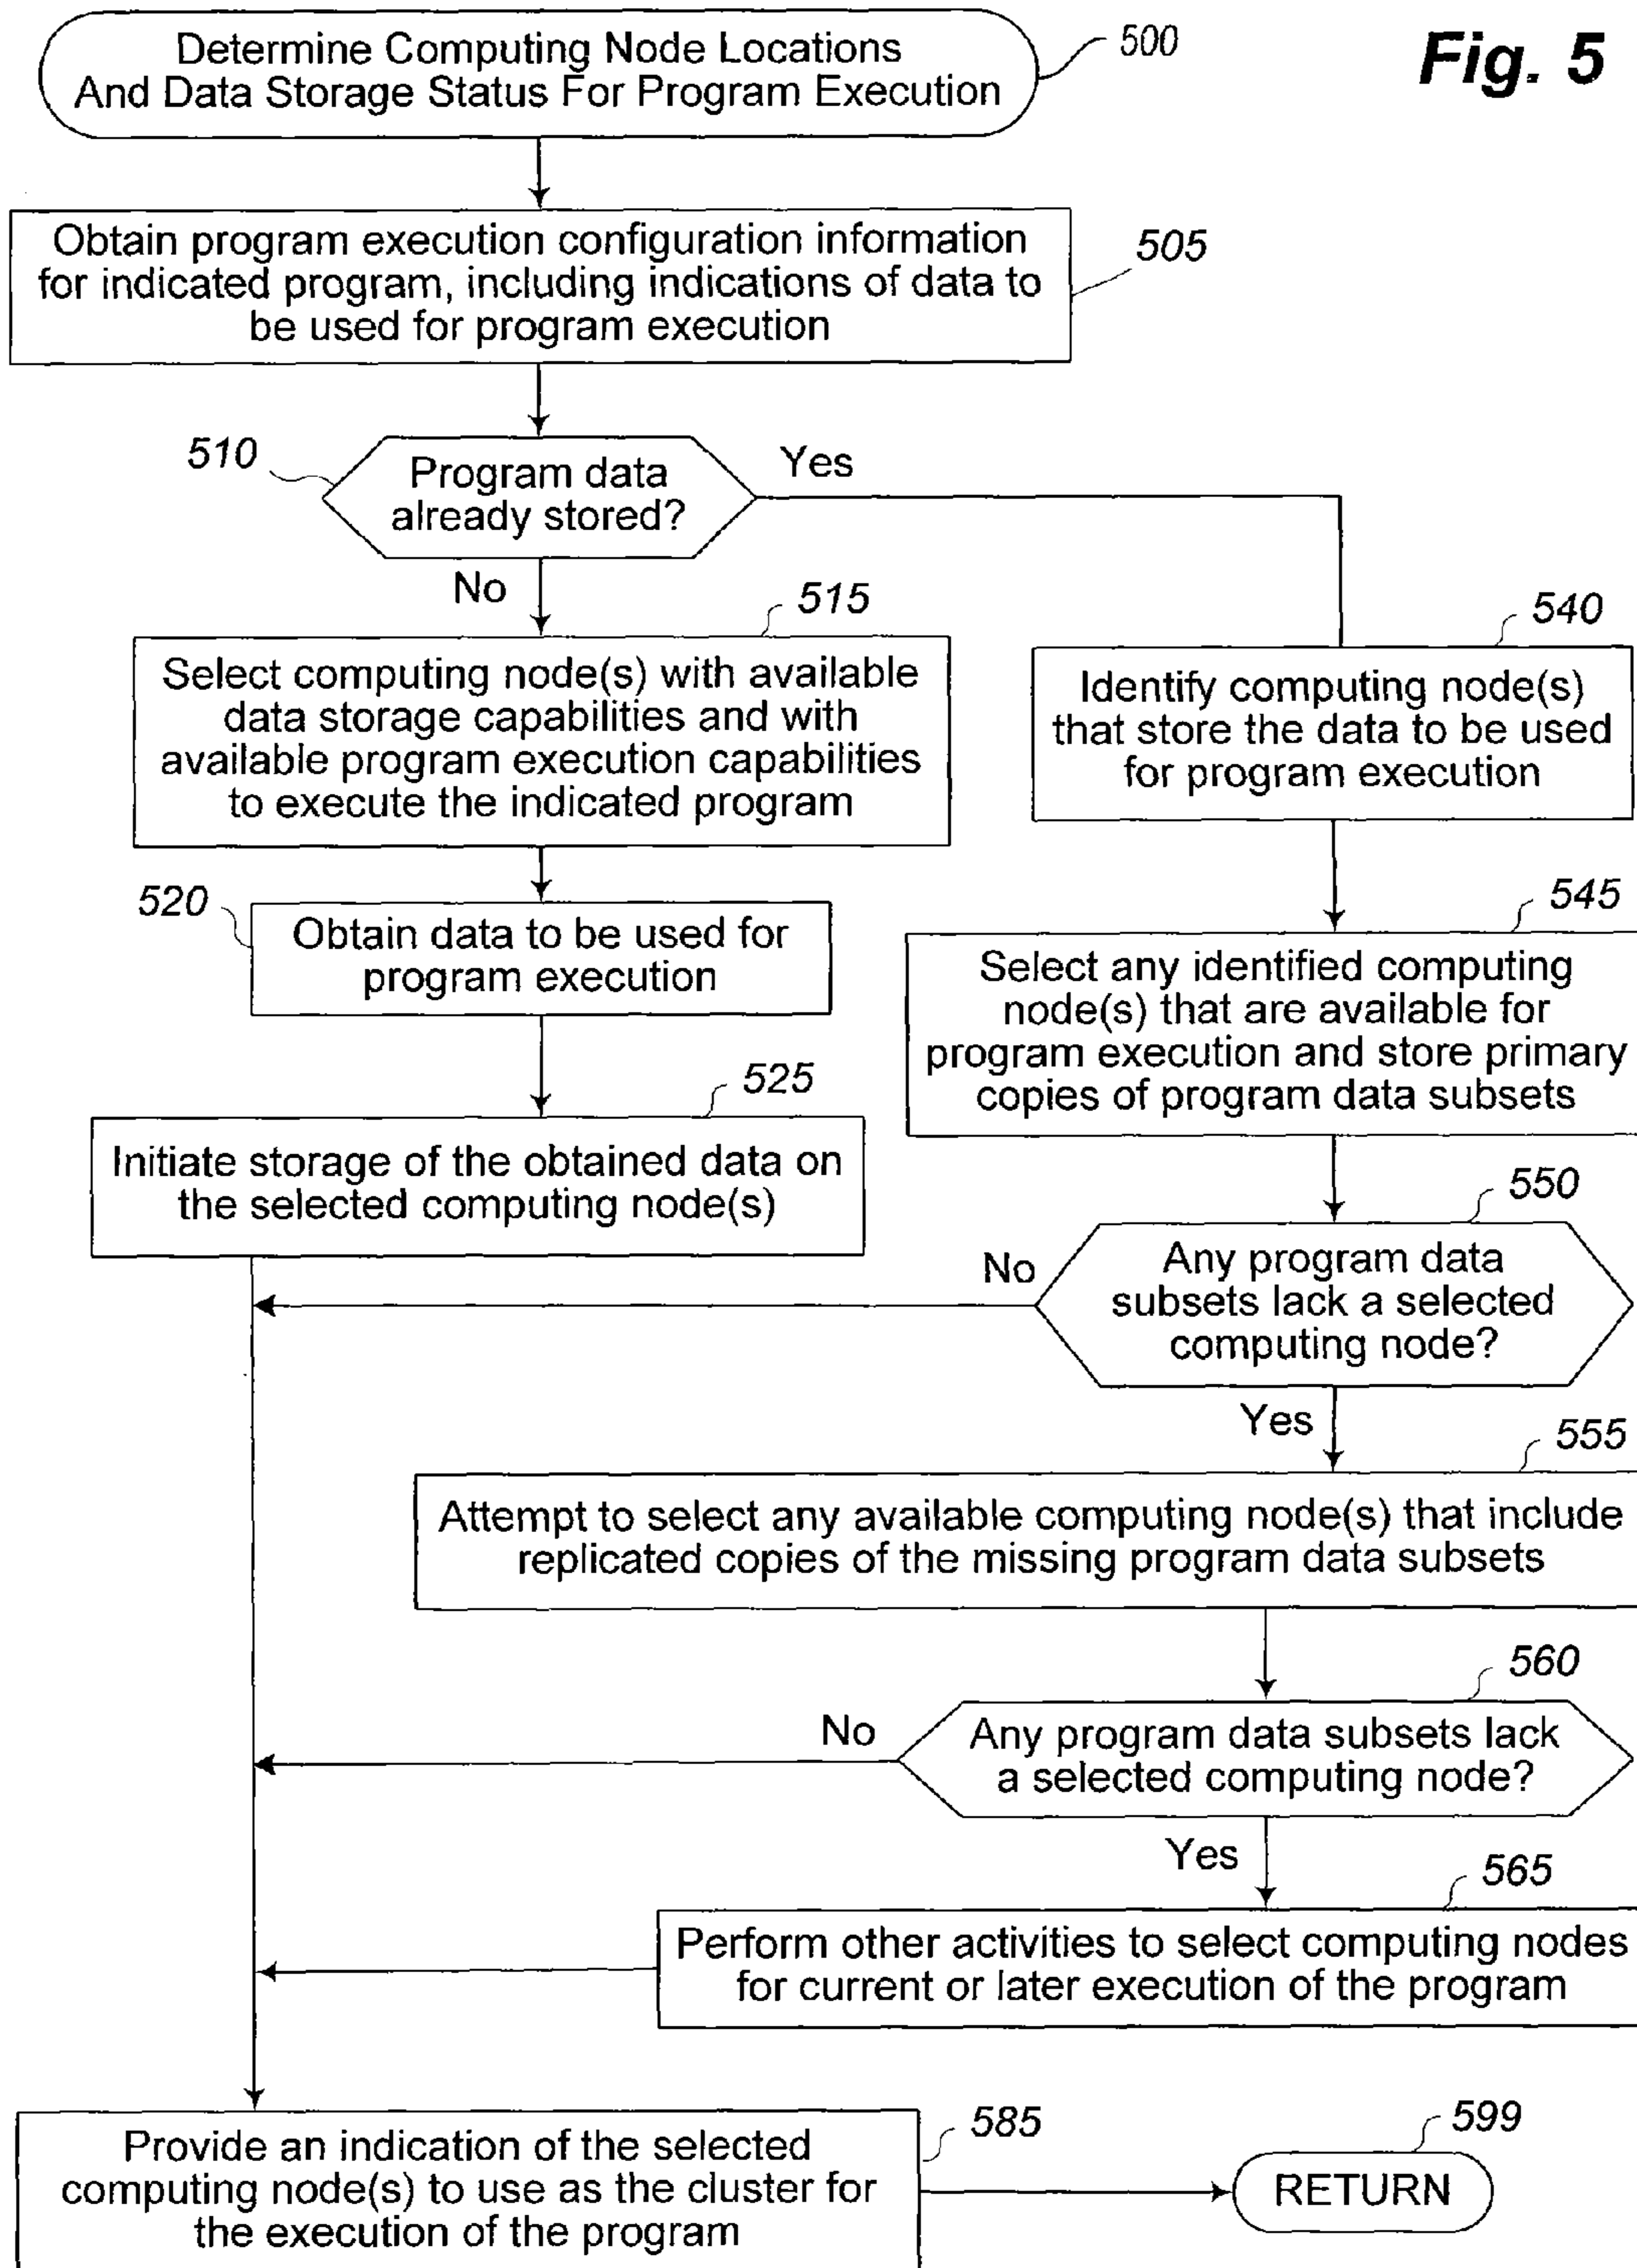 Fig. 5
Determine Computing Node Locations
And Data Storage Status For Program Execution
500
Obtain program execution configuration information
for indicated program, including indications of data to
be used for program execution
505
510
Program data
already stored?
Yes
No
515
Select computing node(s) with available
data storage capabilities and with
available program execution capabilities
to execute the indicated program
540
Identify computing node(s)
that store the data to be used
for program execution
520
Obtain data to be used for
program execution
545
Select any identified computing
node(s) that are available for
program execution and store primary
copies of program data subsets
525
Initiate storage of the obtained data on
the selected computing node(s)
550
Any program data
subsets lack a selected
computing node?
No
Yes
555
Attempt to select any available computing node(s) that include
replicated copies of the missing program data subsets
560
Any program data subsets lack
a selected computing node?
No
Yes
565
Perform other activities to select computing nodes
for current or later execution of the program
585
Provide an indication of the selected
computing node(s) to use as the cluster for
the execution of the program
599
RETURN